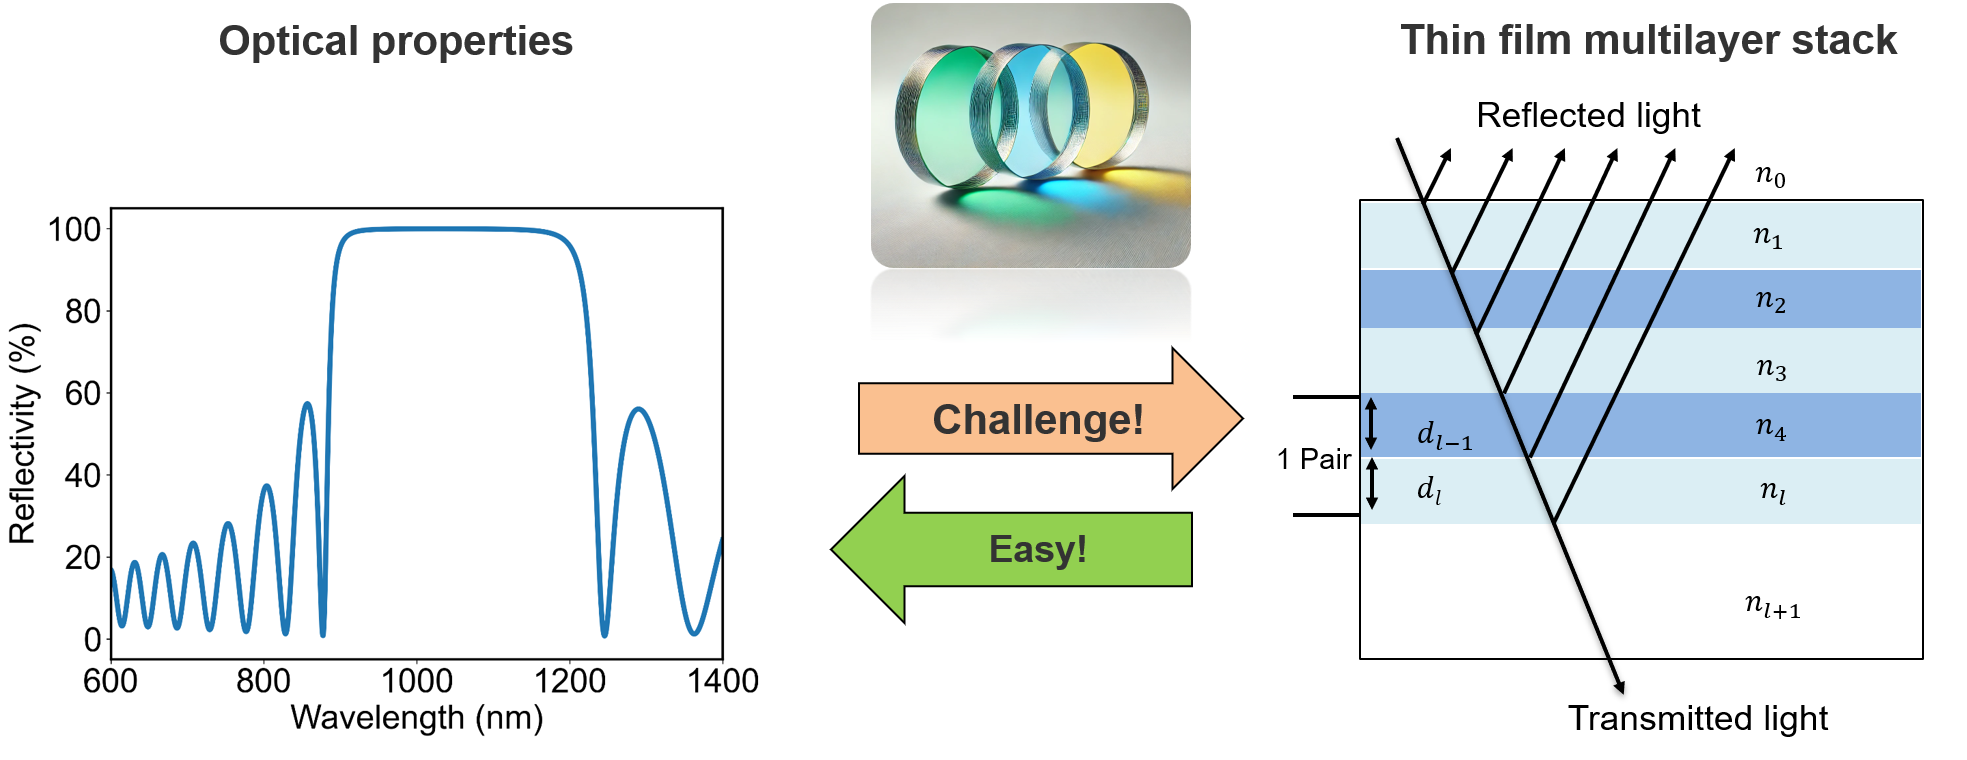 Optical properties
100
80
60
40
20
0
Reflectivity (%)
600 800 1000 1200 1400
Wavelength (nm)
Challenge!
Easy!
Thin film multilayer stack
Reflected light
n₀
n₁
n₂
n₃
n₄
dₗ₋₁
1 Pair
dₗ
nₗ
nₗ₊₁
Transmitted light